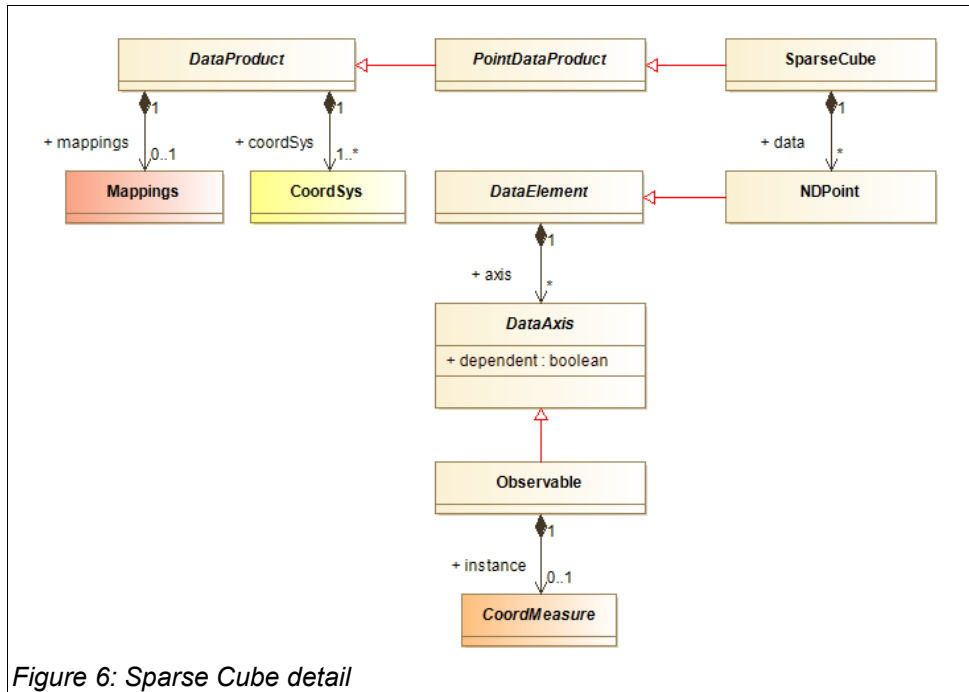 DataProduct PointDataProduct SparseCube
1 1 1
+ mappings + coordSys + data
0..1 1..* *
Mappings CoordSys DataElement NDPoint
1
+ axis
*
DataAxis
+ dependent : boolean
Observable
1
+ instance
0..1
CoordMeasure
Figure 6: Sparse Cube detail